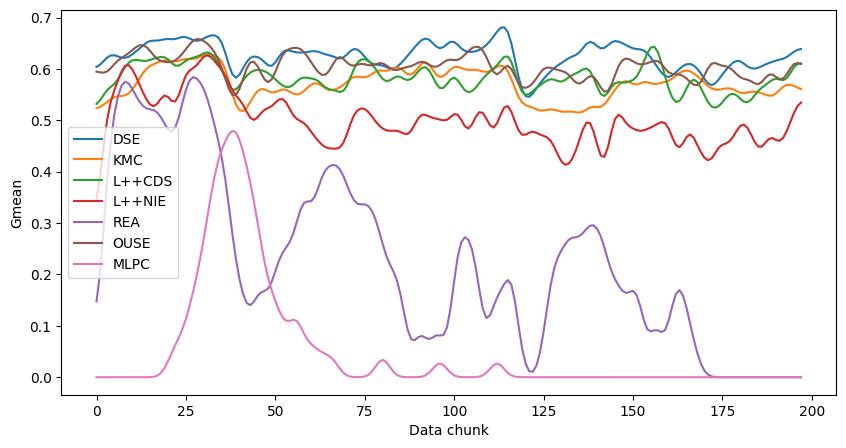 0.7
0.6
0.5
0.4
0.3
0.2
0.1
0.0
Gmean
DSE
KMC
L++CDS
L++NIE
REA
OUSE
MLPC
0 25 50 75 100 125 150 175 200
Data chunk